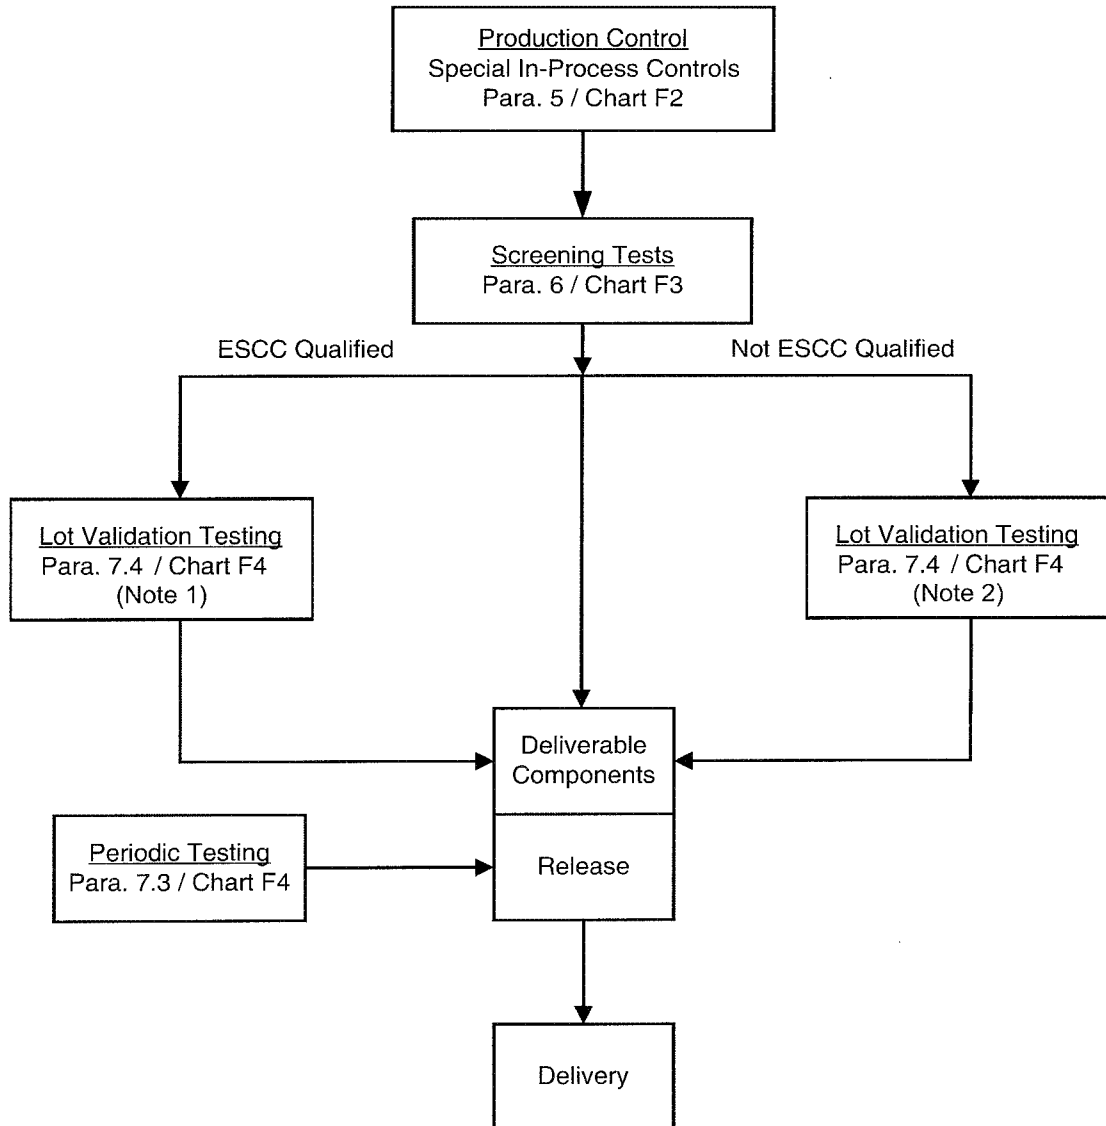 Production Control
Special In-Process Controls
Para. 5 / Chart F2
Screening Tests
Para. 6 / Chart F3
ESCC Qualified
Not ESCC Qualified
Lot Validation Testing
Para. 7.4 / Chart F4
(Note 1)
Lot Validation Testing
Para. 7.4 / Chart F4
(Note 2)
Deliverable
Components
Periodic Testing
Para. 7.3 / Chart F4
Release
Delivery